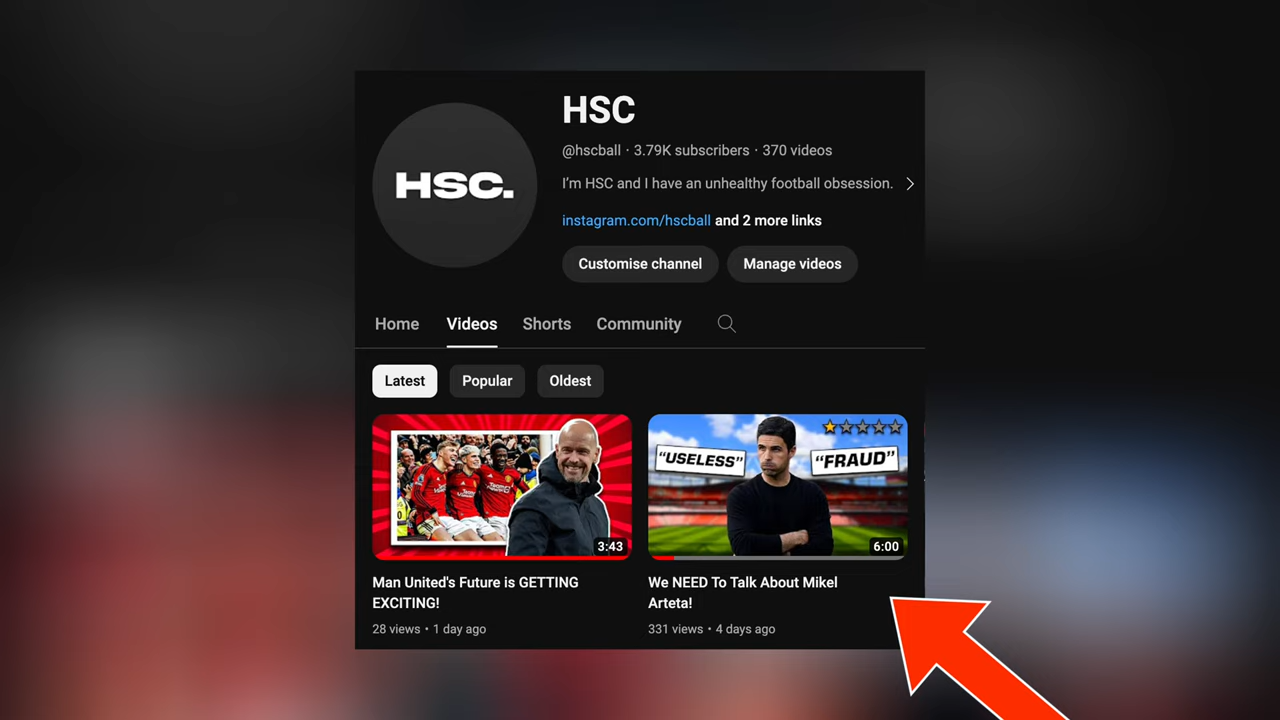 HSC
@hscball · 3.79K subscribers · 370 videos
HSC.
I'm HSC and I have an unhealthy football obsession.
instagram.com/hscball and 2 more links
Customise channel Manage videos
Home Videos Shorts Community
Latest Popular Oldest
"USELESS" "FRAUD"
3:43 6:00
Man United's Future is GETTING
EXCITING!
28 views • 1 day ago
We NEED To Talk About Mikel
Arteta!
331 views • 4 days ago